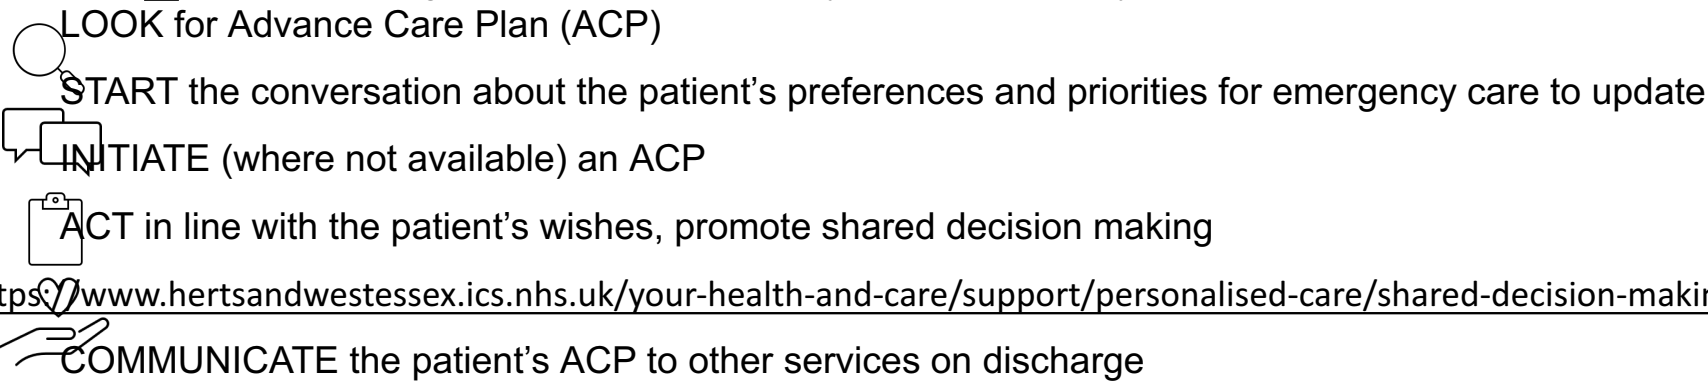 LOOK for Advance Care Plan (ACP)
START the conversation about the patient’s preferences and priorities for emergency care to update
INITIATE (where not available) an ACP
ACT in line with the patient’s wishes, promote shared decision making
tps://www.hertsandwestessex.ics.nhs.uk/your-health-and-care/support/personalised-care/shared-decision-makin
COMMUNICATE the patient’s ACP to other services on discharge